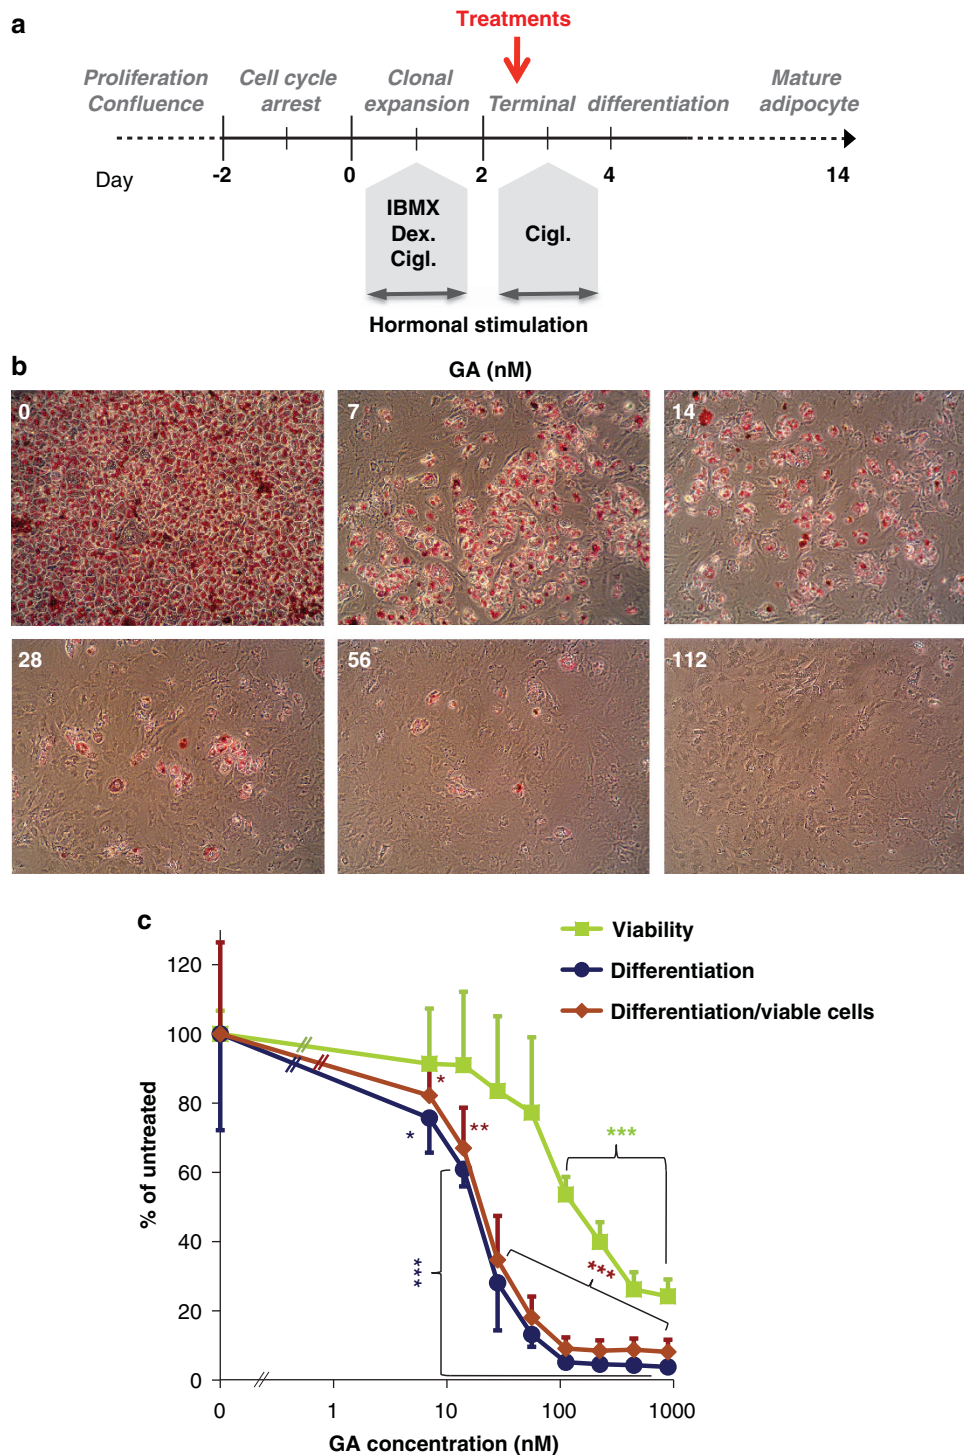 a
Treatments
Proliferation
Confluence
Cell cycle
arrest
Clonal
expansion
Terminal differentiation
Mature
adipocyte
Day
-2 0 2 4 14
IBMX
Dex.
Cigl.
Cigl.
Hormonal stimulation
b
GA (nM)
0 7 14
28 56 112
c
Viability
Differentiation
Differentiation/viable cells
% of untreated
120
100
80
60
40
20
0
*
*
**
***
***
***
0 1 10 100 1000
GA concentration (nM)